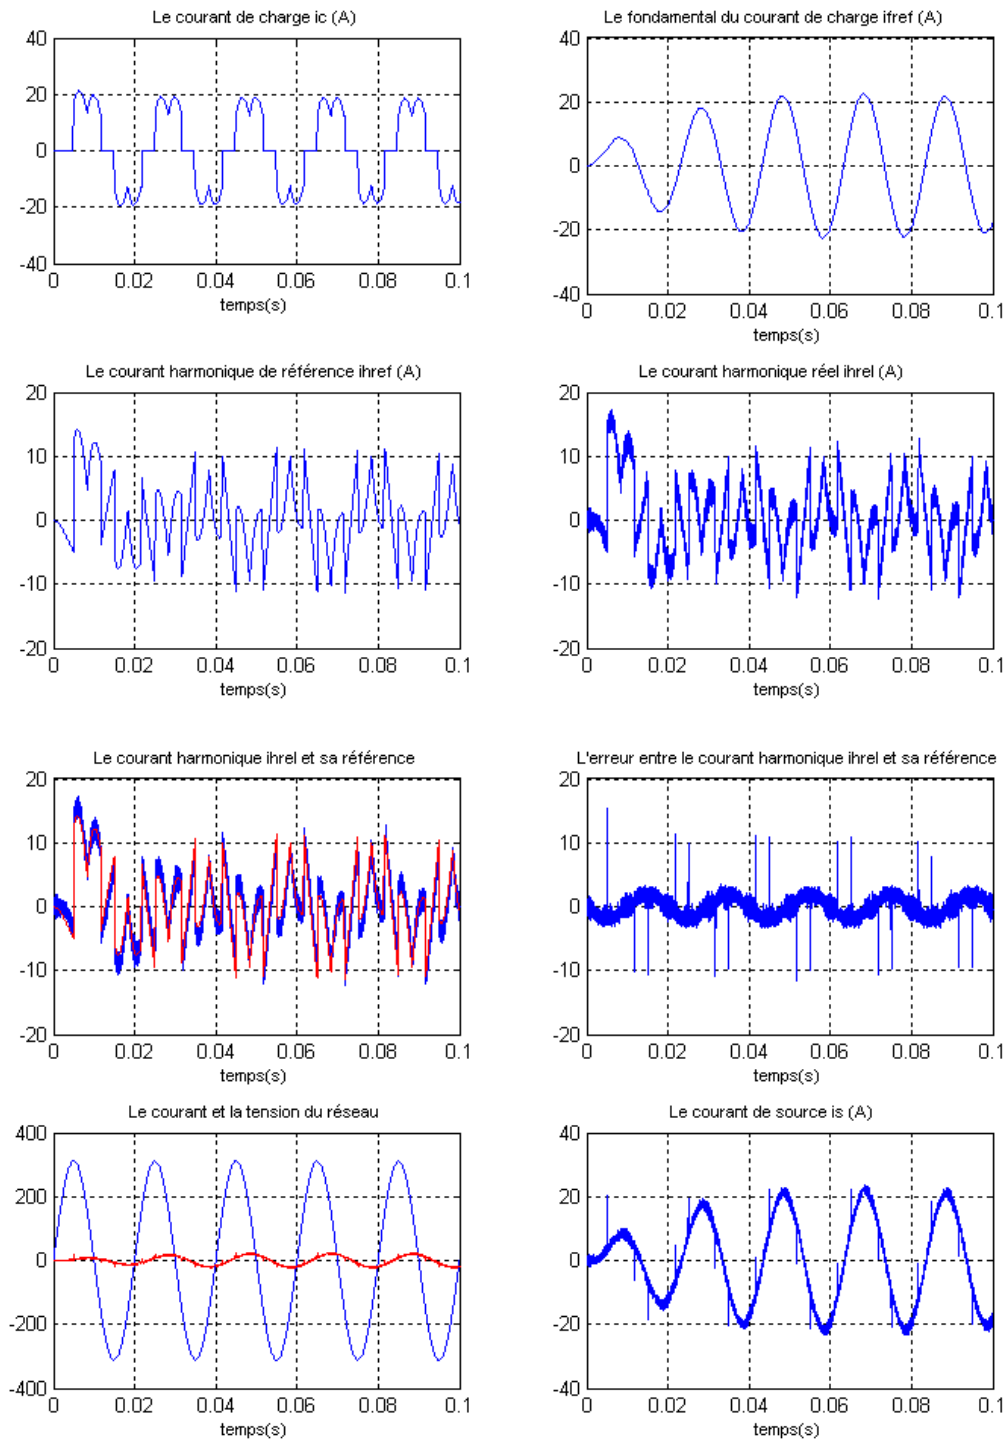 Le courant de charge ic (A)
40
20
0
-20
-40
0 0.02 0.04 0.06 0.08 0.1
temps(s)
Le fondamental du courant de charge ifref (A)
40
20
0
-20
-40
0 0.02 0.04 0.06 0.08 0.1
temps(s)
Le courant harmonique de référence ihref (A)
20
10
0
-10
-20
0 0.02 0.04 0.06 0.08 0.1
temps(s)
Le courant harmonique réel ihrel (A)
20
10
0
-10
-20
0 0.02 0.04 0.06 0.08 0.1
temps(s)
Le courant harmonique ihrel et sa référence
20
10
0
-10
-20
0 0.02 0.04 0.06 0.08 0.1
temps(s)
L'erreur entre le courant harmonique ihrel et sa référence
20
10
0
-10
-20
0 0.02 0.04 0.06 0.08 0.1
temps(s)
Le courant et la tension du réseau
400
200
0
-200
-400
0 0.02 0.04 0.06 0.08 0.1
temps(s)
Le courant de source is (A)
40
20
0
-20
-40
0 0.02 0.04 0.06 0.08 0.1
temps(s)